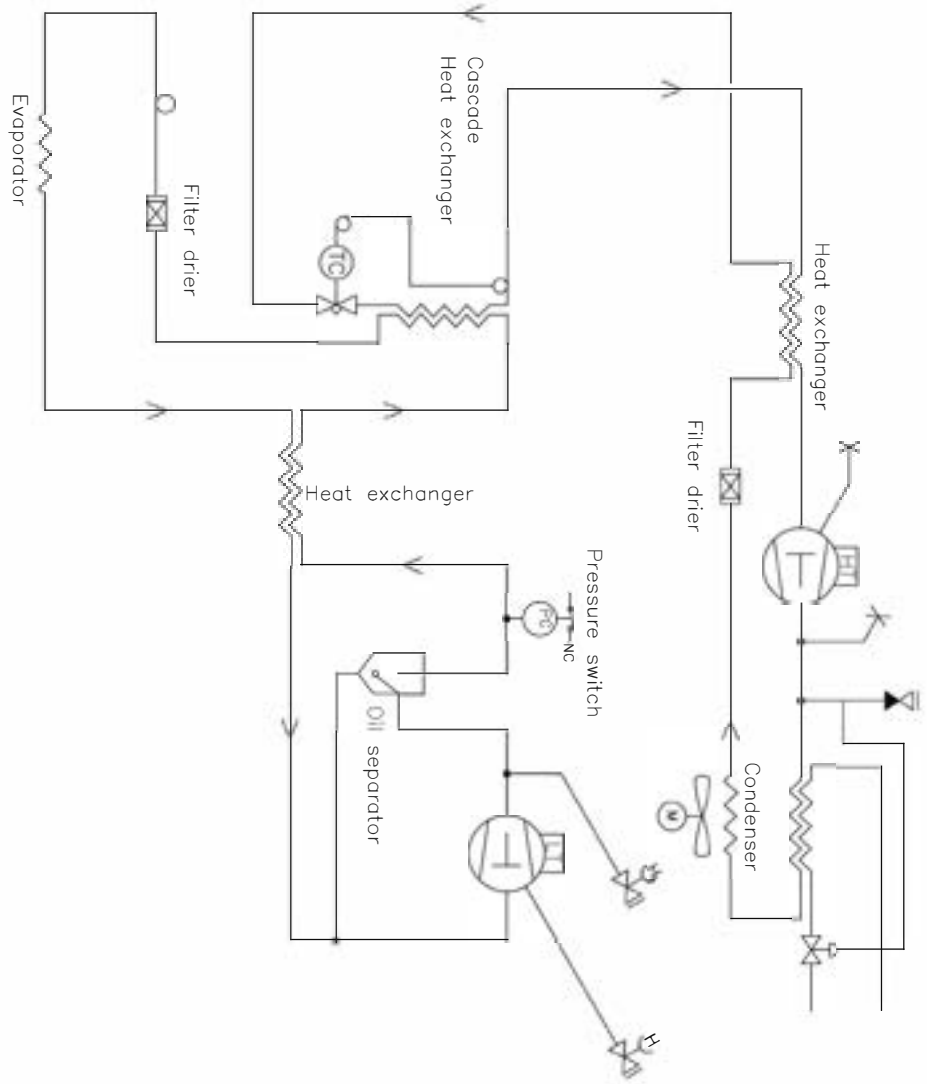 Cascade
Heat exchanger
Evaporator
Filter drier
TC
Heat exchanger
Filter drier
Heat exchanger
Pressure switch
PC
NC
Oil separator
Condenser
M
H